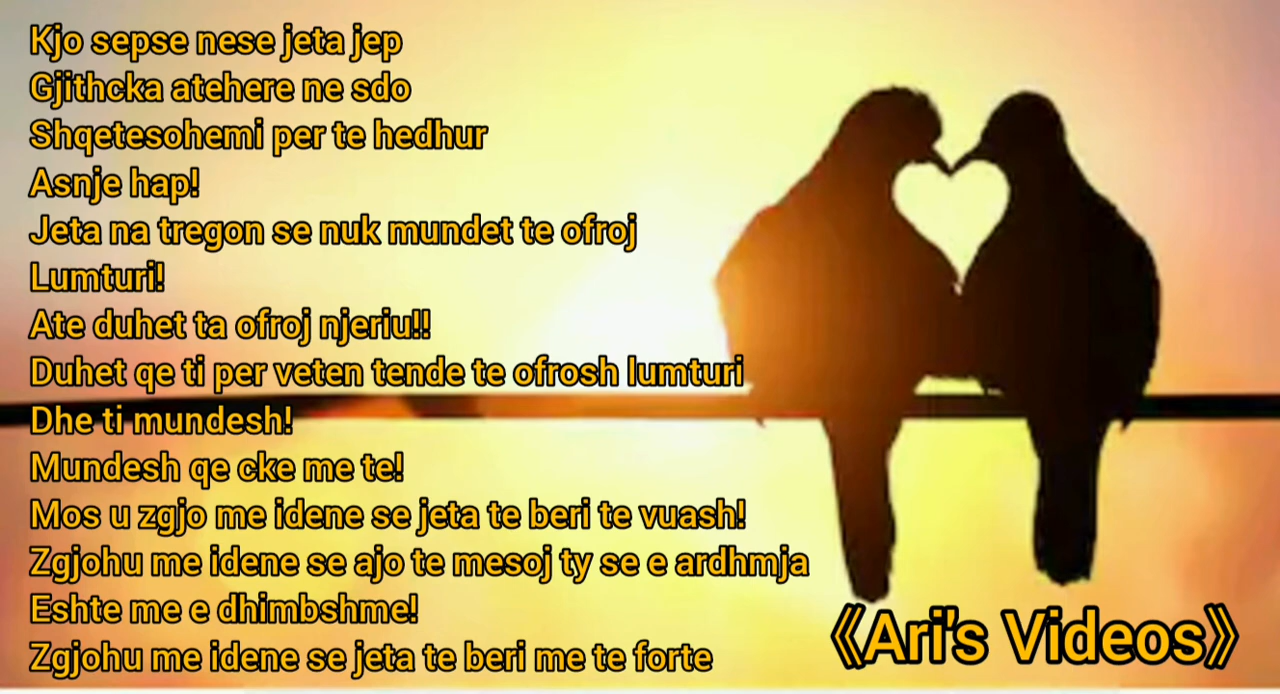 Kjo sepse nese jeta jep
Gjithcka atehere ne sdo
Shqetesohemi per te hedhur
Asnje hap!
Jeta na tregon se nuk mundet te ofroj
Lumturi!
Ate duhet ta ofroj njeriu!!
Duhet qe ti per veten tende te ofrosh lumturi
Dhe ti mundesh!
Mundesh qe cke me te!
Mos u zgjo me idene se jeta te beri te vuash!
Zgjohu me idene se ajo te mesoj ty se e ardhmja
Eshte me e dhimbshme!
Zgjohu me idene se jeta te beri me te forte
《Ari's Videos》